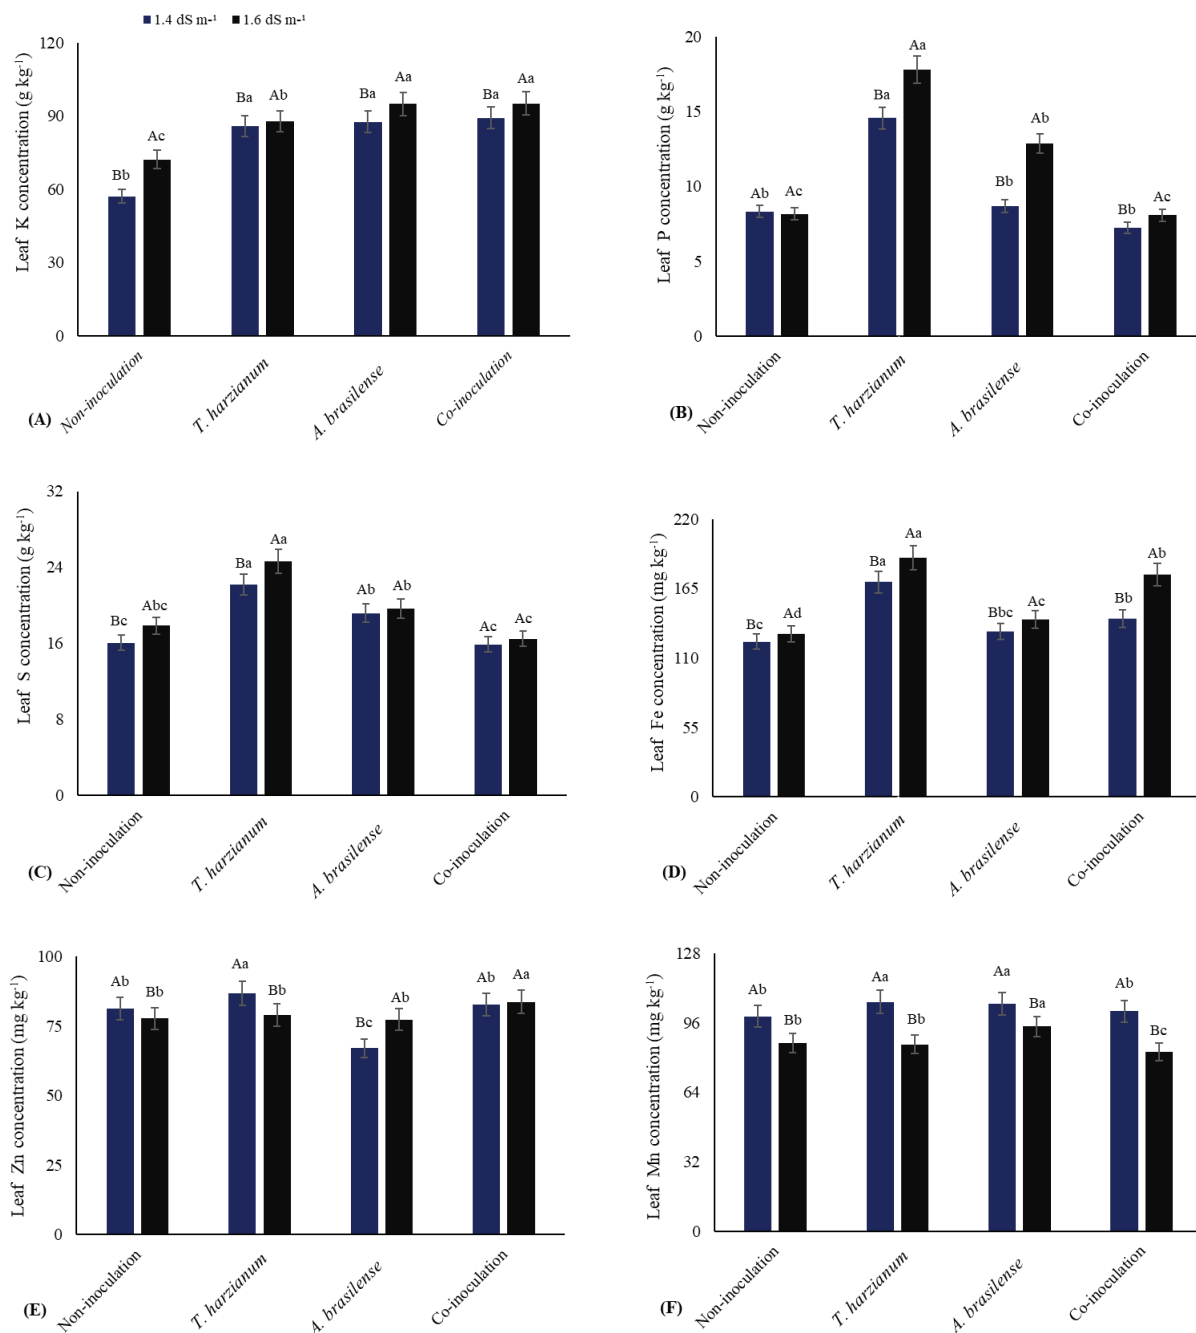 1.4 dS m⁻¹ 1.6 dS m⁻¹
Leaf K concentration (g kg⁻¹)
120
90
60
30
0
Bb Ac Ba Ab Ba Aa Ba Aa
Non-inoculation T. harzianum A. brasilense Co-inoculation
(A)
Leaf P concentration (g kg⁻¹)
20
15
10
5
0
Ab Ac Ba Aa Bb Ab Bb Ac
Non-inoculation T. harzianum A. brasilense Co-inoculation
(B)
Leaf S concentration (g kg⁻¹)
32
24
16
8
0
Bc Abc Ba Aa Ab Ab Ac Ac
Non-inoculation T. harzianum A. brasilense Co-inoculation
(C)
Leaf Fe concentration (mg kg⁻¹)
220
165
110
55
0
Bc Ad Ba Aa Bbc Ac Bb Ab
Non-inoculation T. harzianum A. brasilense Co-inoculation
(D)
Leaf Zn concentration (mg kg⁻¹)
100
75
50
25
0
Ab Bb Aa Bb Bc Ab Ab Aa
Non-inoculation T. harzianum A. brasilense Co-inoculation
(E)
Leaf Mn concentration (mg kg⁻¹)
128
96
64
32
0
Ab Bb Aa Bb Aa Ba Ab Bc
Non-inoculation T. harzianum A. brasilense Co-inoculation
(F)